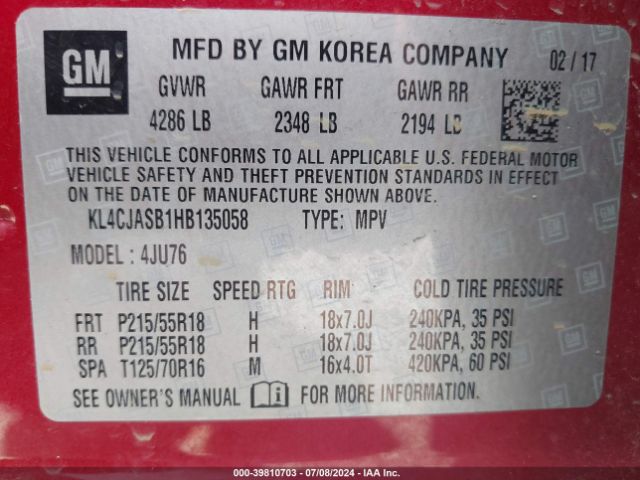 GM
MFD BY GM KOREA COMPANY 02 / 17
GVWR GAWR FRT GAWR RR
4286 LB 2348 LB 2194 LB
THIS VEHICLE CONFORMS TO ALL APPLICABLE U.S. FEDERAL MOTOR
VEHICLE SAFETY AND THEFT PREVENTION STANDARDS IN EFFECT
ON THE DATE OF MANUFACTURE SHOWN ABOVE.
KL4CJASB1HB135058 TYPE: MPV
MODEL : 4JU76
TIRE SIZE SPEED RTG RIM COLD TIRE PRESSURE
FRT P215/55R18 H 18x7.0J 240KPA, 35 PSI
RR P215/55R18 H 18x7.0J 240KPA, 35 PSI
SPA T125/70R16 M 16x4.0T 420KPA, 60 PSI
SEE OWNER'S MANUAL FOR MORE INFORMATION.
000-39810703 - 07/08/2024 - IAA Inc.